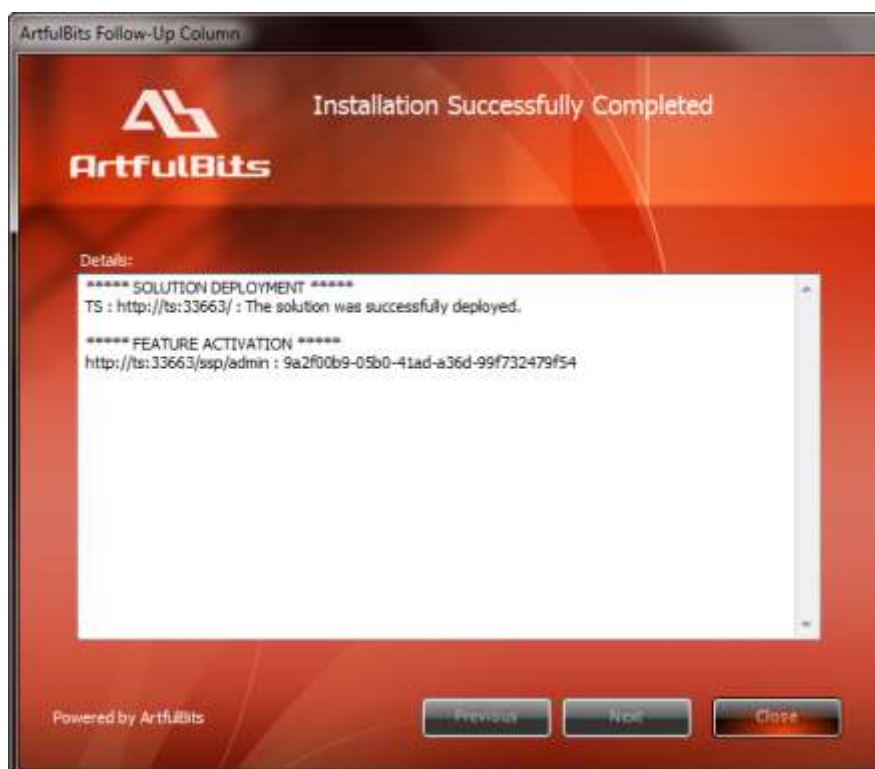 ArtfulBits Follow-Up Column
ArtfulBits
Installation Successfully Completed
Details:
***** SOLUTION DEPLOYMENT *****
TS : http://ts:33663/ : The solution was successfully deployed.
***** FEATURE ACTIVATION *****
http://ts:33663/ssp/admin : 9a2f00b9-05b0-41ad-a36d-99f732479f54
Powered by ArtfulBits
Previous
Next
Close